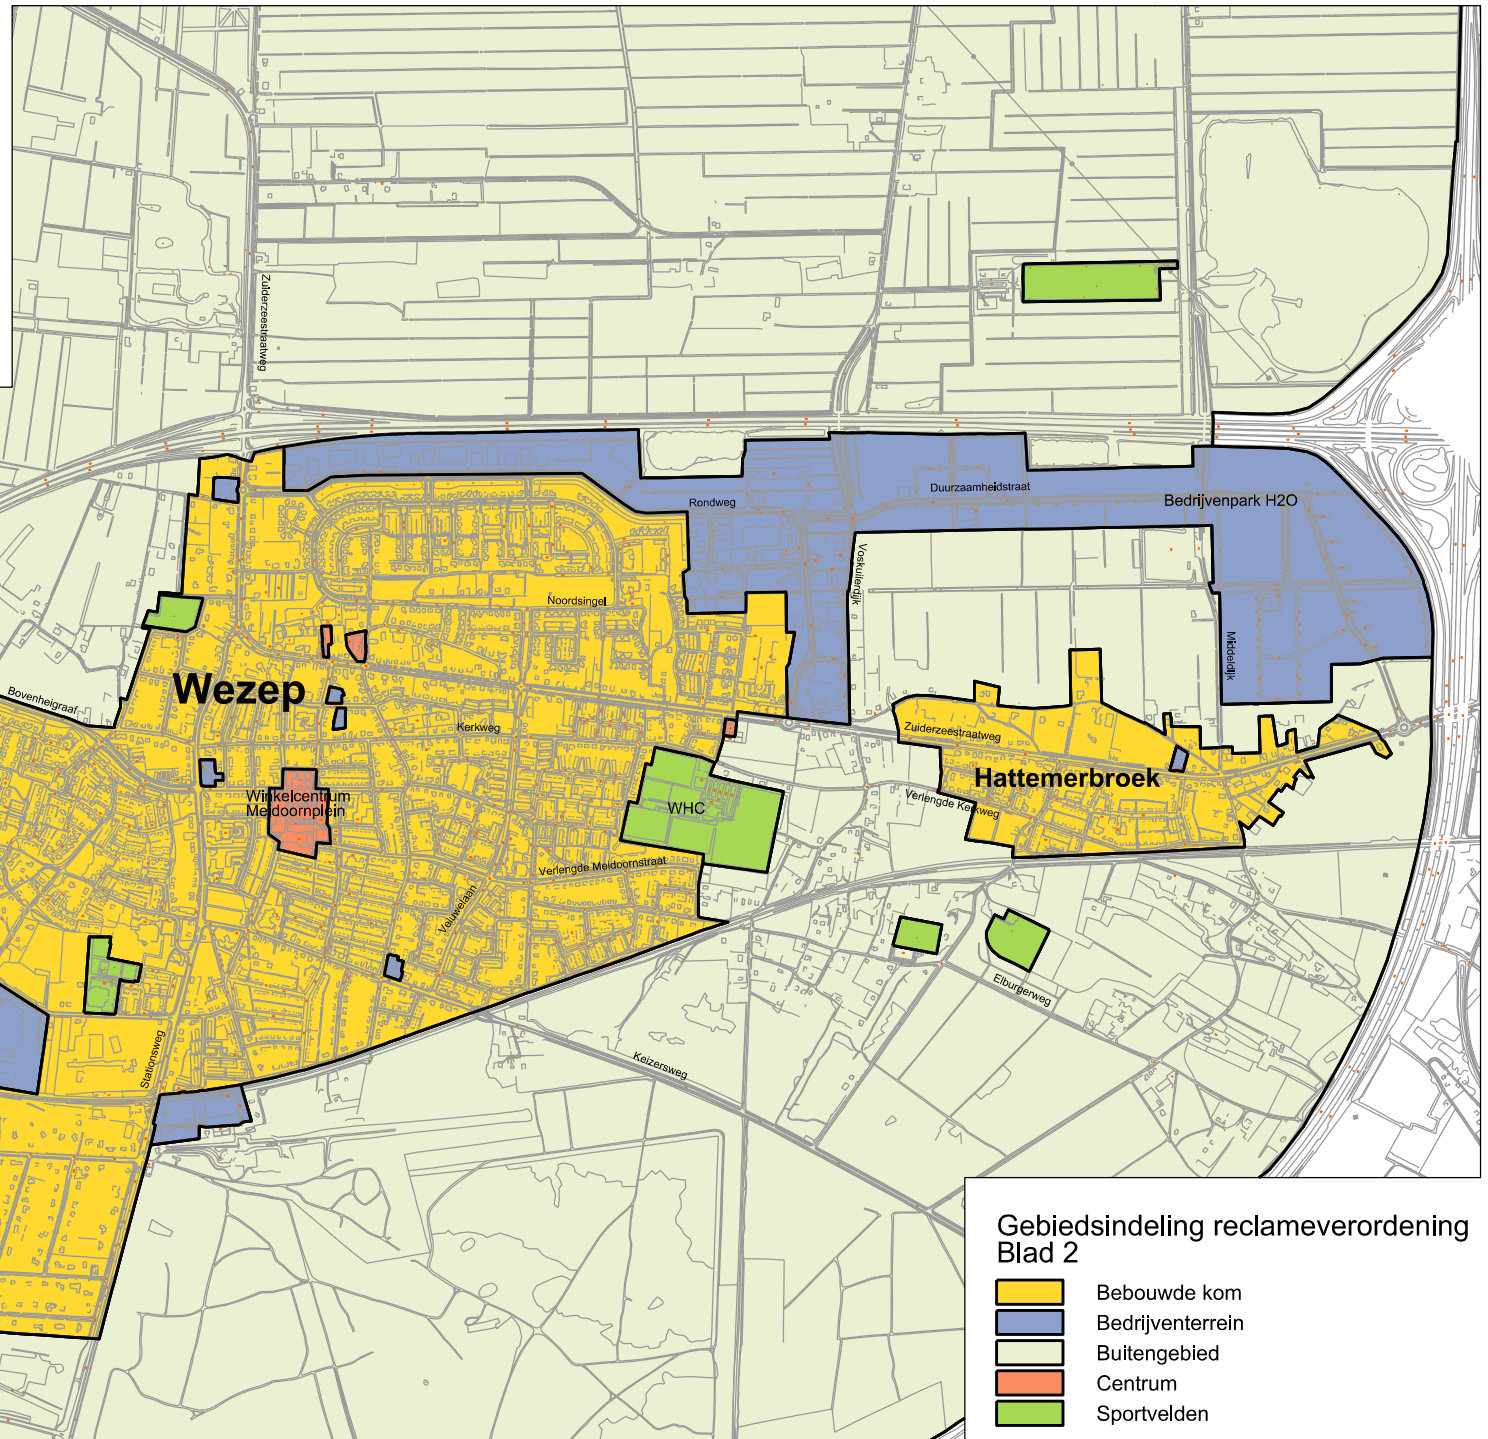 Zuiderzeestraatweg
Rondweg
Duurzaamheidstraat
Bedrijvenpark H2O
Voskuilerdijk
Noordsingel
Middeldijk
Wezep
Bovenheigraaf
Kerkweg
Zuiderzeestraatweg
Hattemerbroek
Winkelcentrum
Meidoornplein
WHC
Verlengde Kerkweg
Verlengde Meidoornstraat
Veluwelaan
Elburgerweg
Stationsweg
Keizersweg
Gebiedsindeling reclameverordening
Blad 2
Bebouwde kom
Bedrijventerrein
Buitengebied
Centrum
Sportvelden